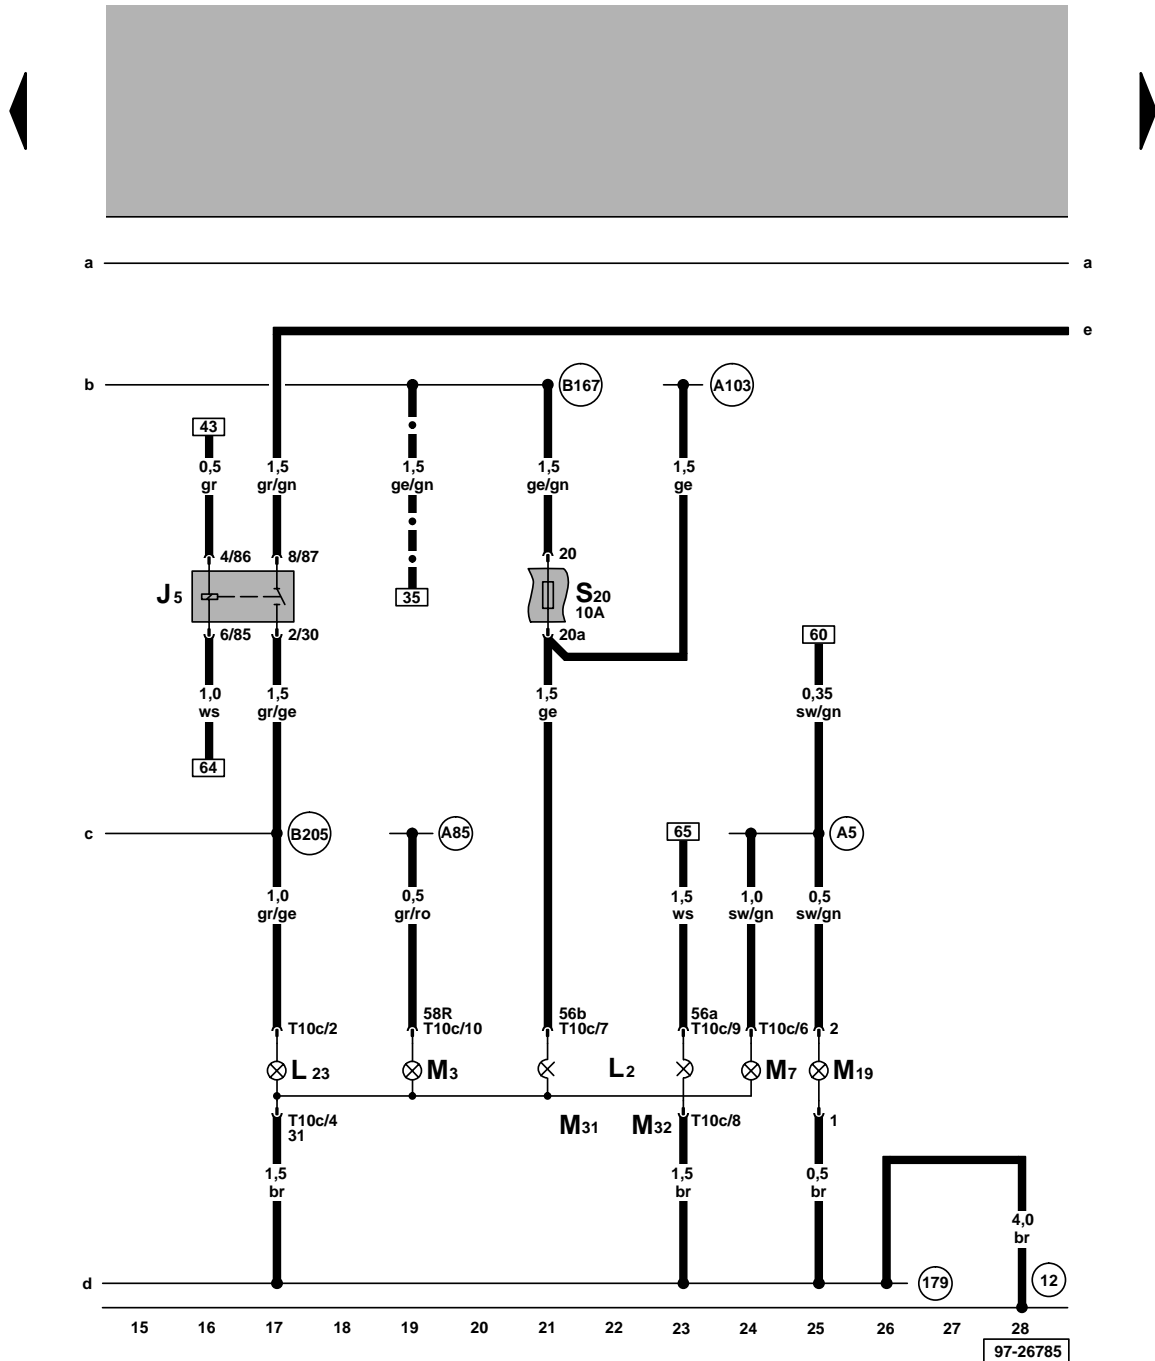 a a
e
b B167 A103
43
0,5 1,5 1,5 1,5 1,5
gr gr/gn ge/gn ge/gn ge
4/86 8/87 20
J5 35 S20
10A
6/85 2/30 20a 60
1,0 1,5 1,5 0,35
ws gr/ge ge sw/gn
64
c B205 A85 65 A5
1,0 0,5 1,5 1,0 0,5
gr/ge gr/ro ws sw/gn sw/gn
58R 56b 56a
T10c/2 T10c/10 T10c/7 T10c/9 T10c/6 2
L23 M3 L2 M7 M19
T10c/4 M31 M32 T10c/8 1
31
1,5 1,5 0,5
br br br
4,0
br
d 179 12
15 16 17 18 19 20 21 22 23 24 25 26 27 28
97-26785